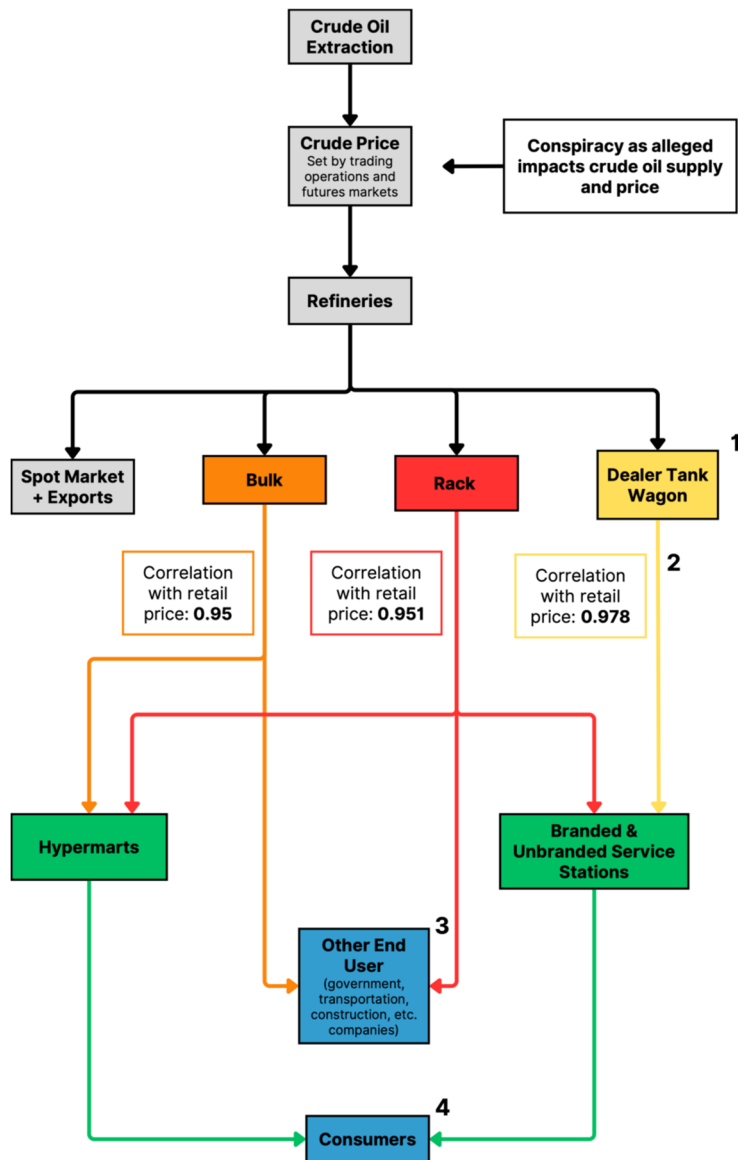 Crude Oil
Extraction
Crude Price
Set by trading
operations and
futures markets
Conspiracy as alleged
impacts crude oil supply
and price
Refineries
1
Spot Market
+ Exports
Bulk
Rack
Dealer Tank
Wagon
2
Correlation
with retail
price: 0.95
Correlation
with retail
price: 0.951
Correlation
with retail
price: 0.978
Hypermarts
Branded &
Unbranded Service
Stations
3
Other End
User
(government,
transportation,
construction, etc.
companies)
4
Consumers